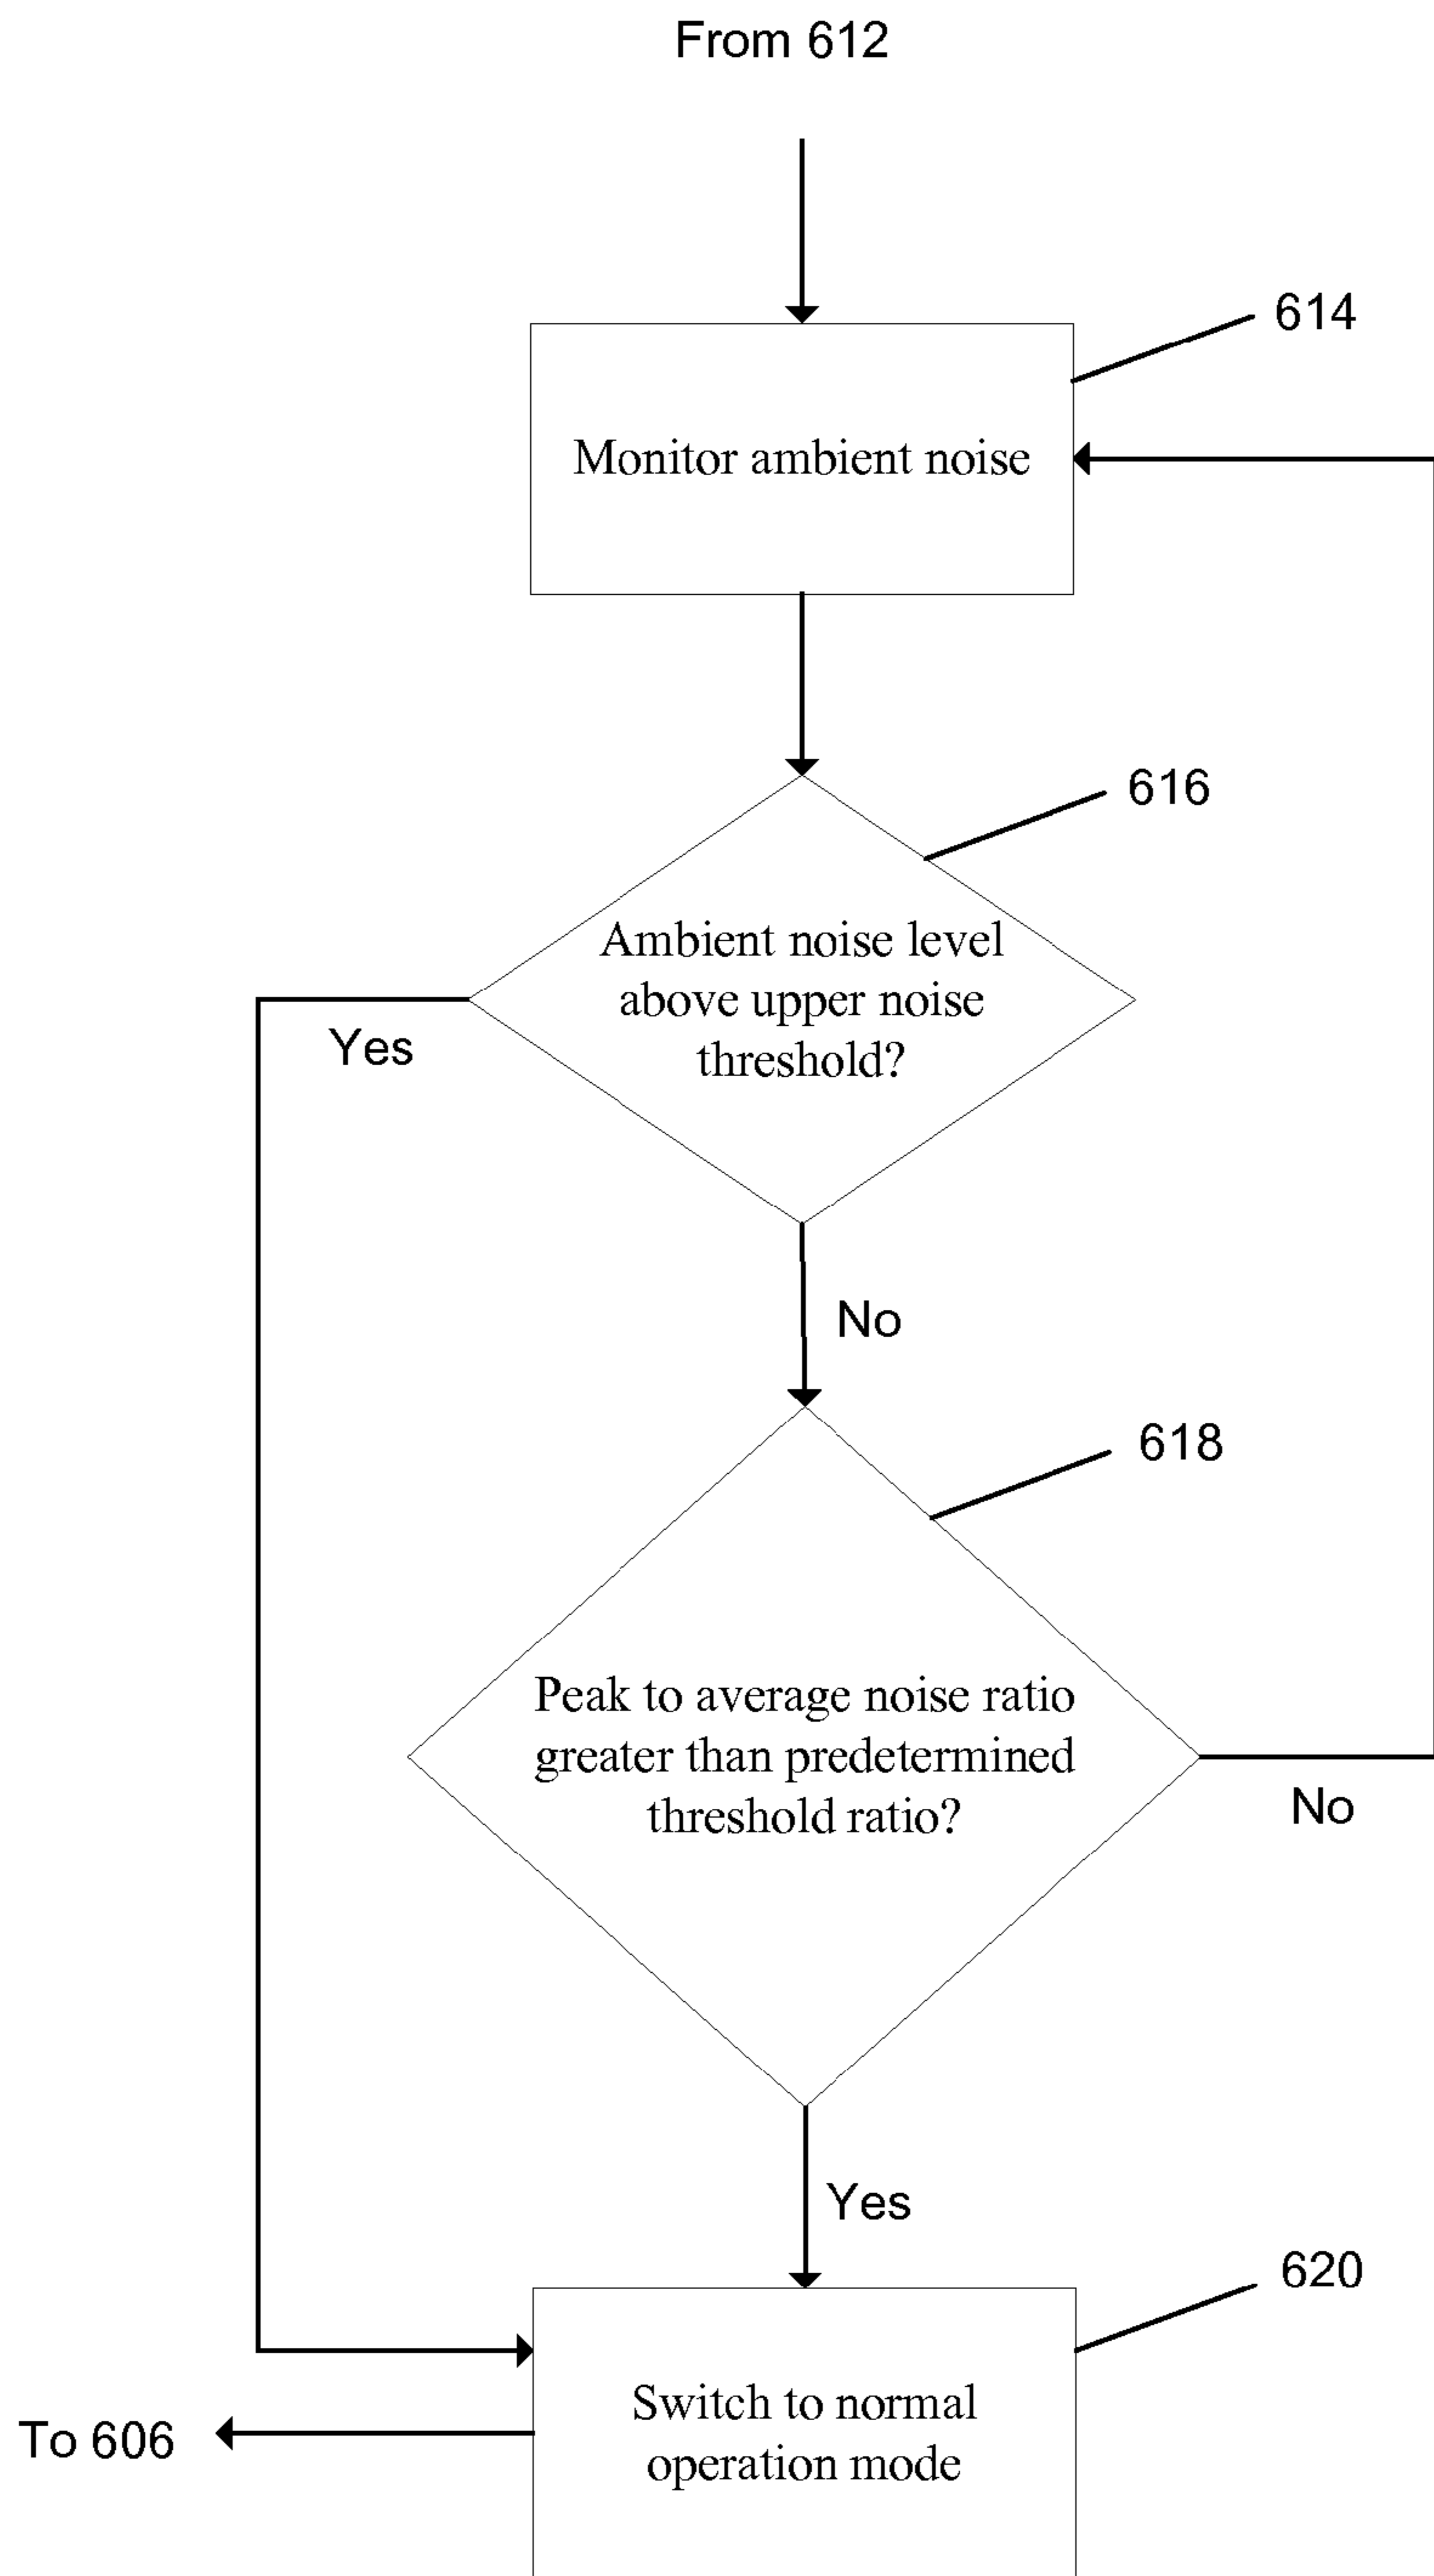 From 612
614
Monitor ambient noise
616
Ambient noise level
above upper noise
threshold?
Yes
No
618
Peak to average noise ratio
greater than predetermined
threshold ratio?
No
Yes
620
Switch to normal
operation mode
To 606